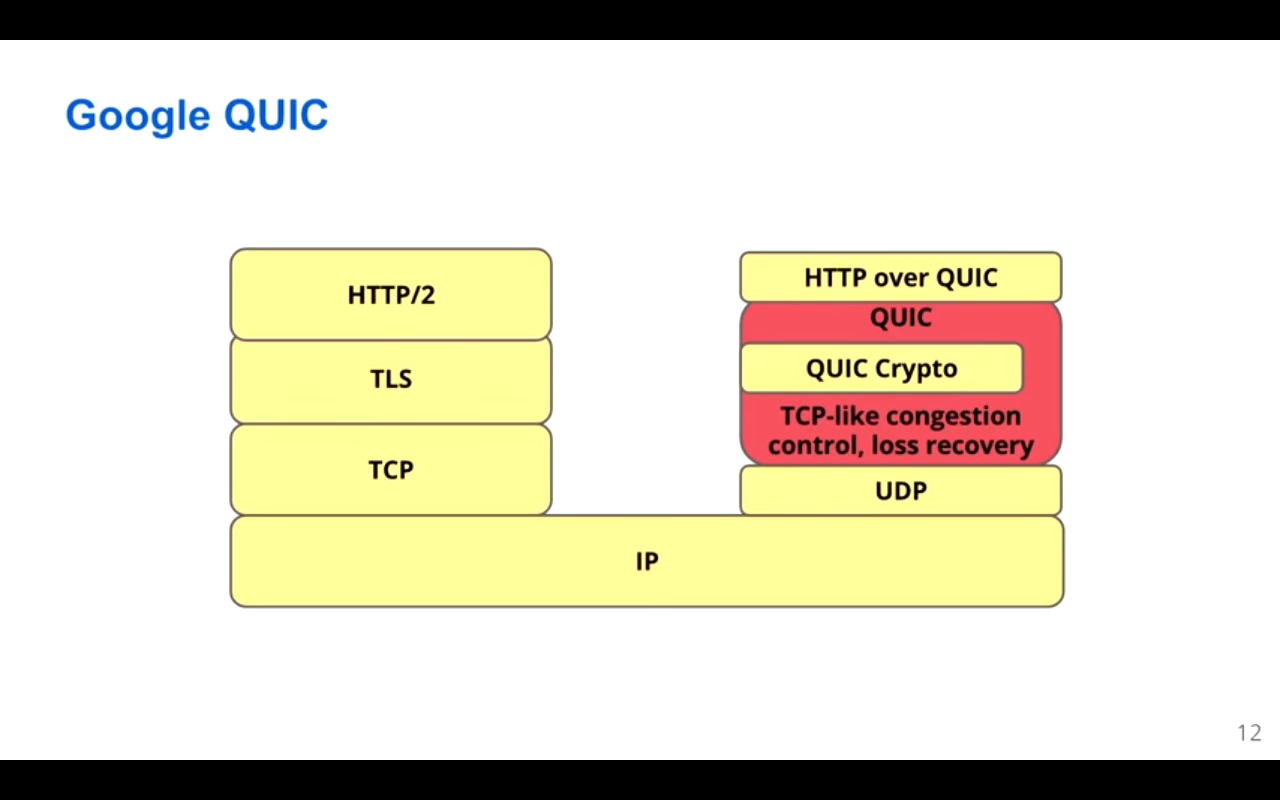 Google QUIC
HTTP/2
TLS
TCP
HTTP over QUIC
QUIC
QUIC Crypto
TCP-like congestion
control, loss recovery
UDP
IP
12